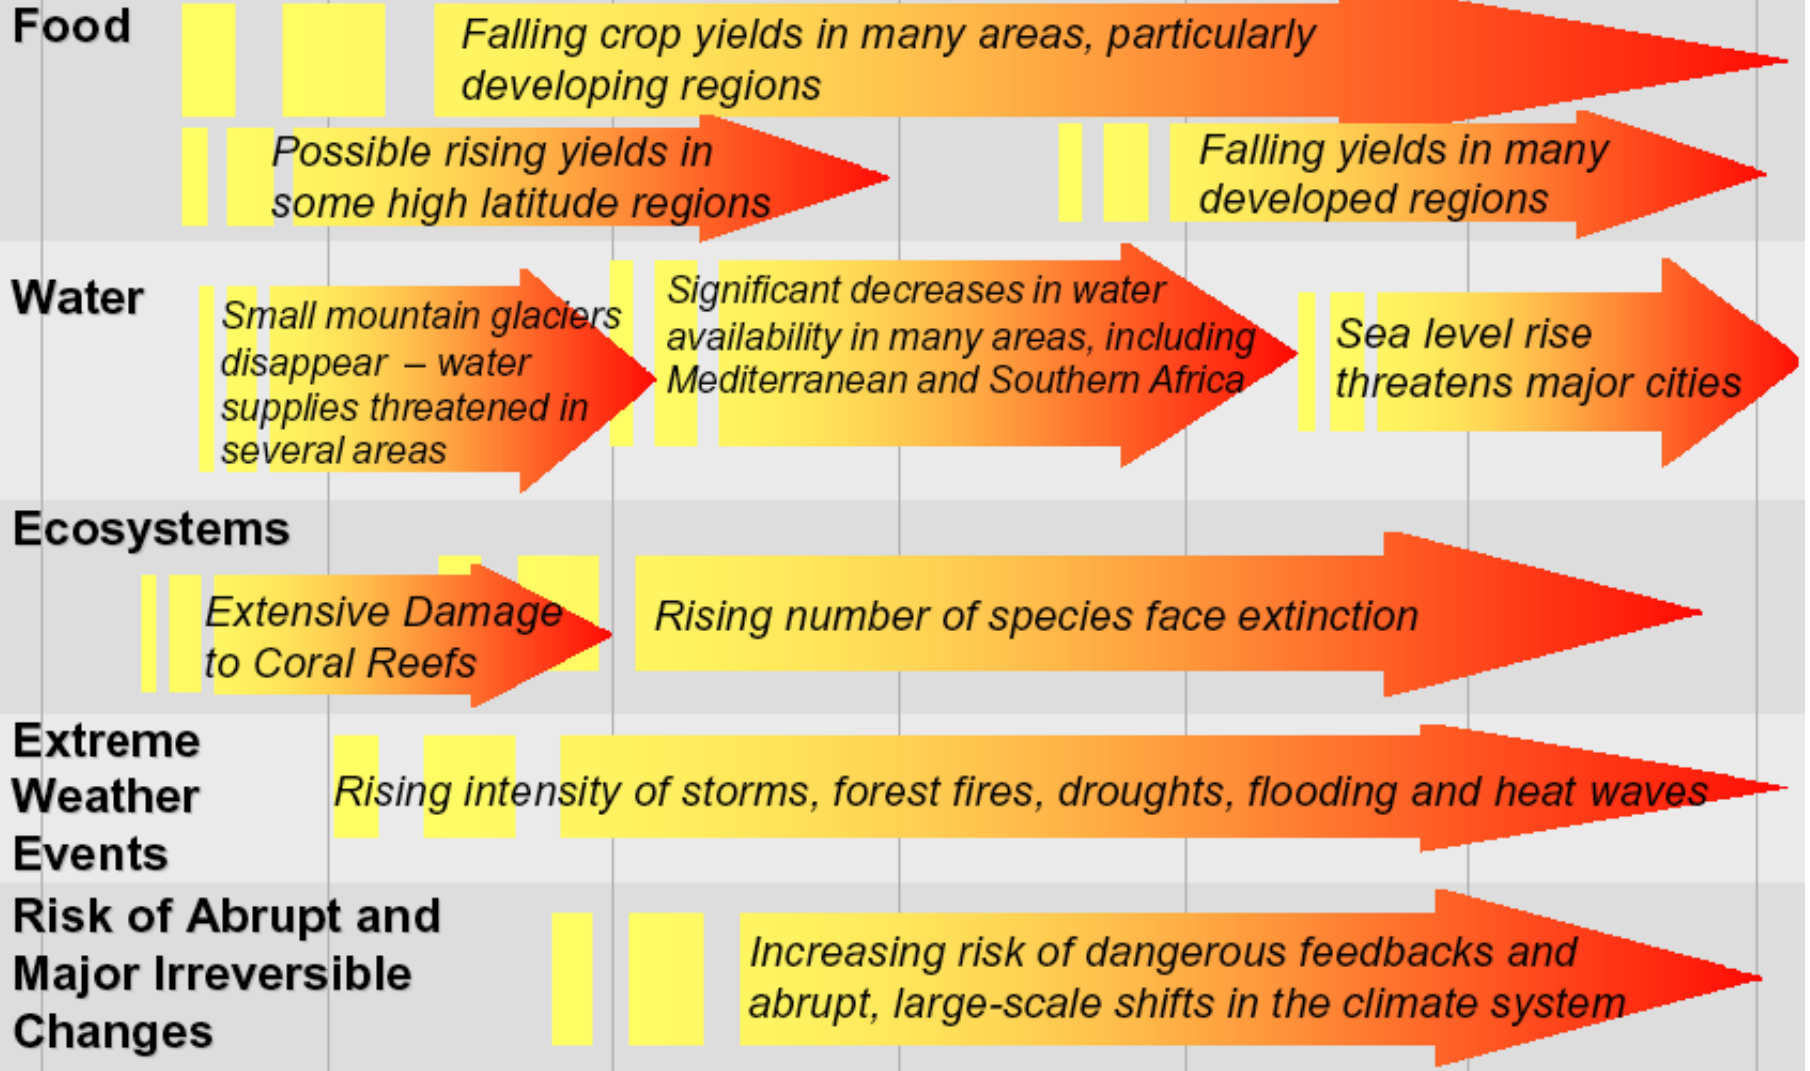 Food
Falling crop yields in many areas, particularly
developing regions
Possible rising yields in
some high latitude regions
Falling yields in many
developed regions
Water
Small mountain glaciers
disappear – water
supplies threatened in
several areas
Significant decreases in water
availability in many areas, including
Mediterranean and Southern Africa
Sea level rise
threatens major cities
Ecosystems
Extensive Damage
to Coral Reefs
Rising number of species face extinction
Extreme
Weather
Events
Rising intensity of storms, forest fires, droughts, flooding and heat waves
Risk of Abrupt and
Major Irreversible
Changes
Increasing risk of dangerous feedbacks and
abrupt, large-scale shifts in the climate system